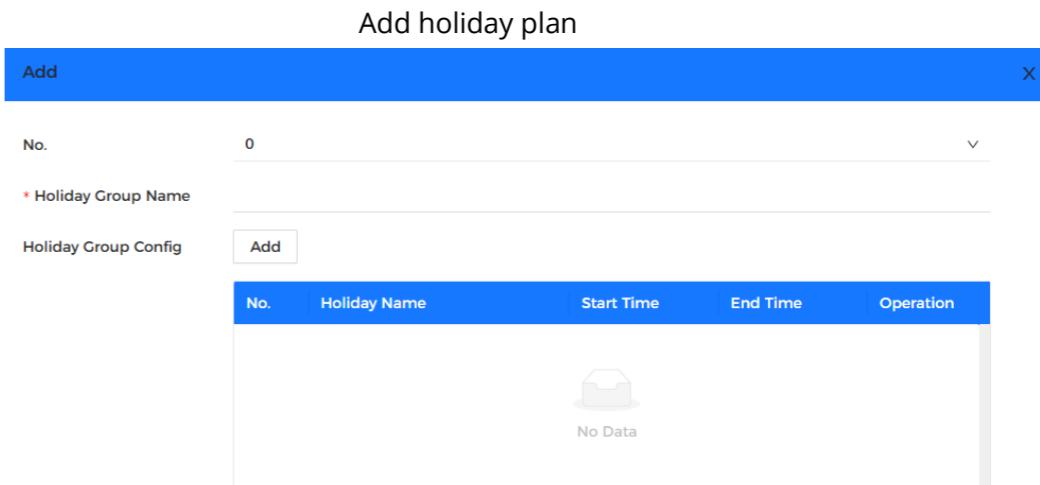 Add holiday plan
Add X
No. 0
* Holiday Group Name
Holiday Group Config Add
No. Holiday Name Start Time End Time Operation
No Data